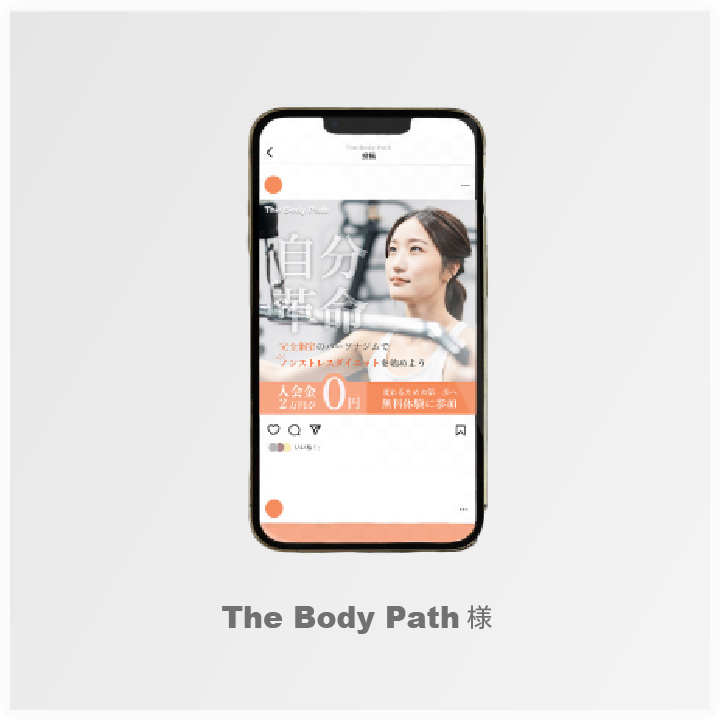 The Body Path
投稿
The Body Path
自分
革命
完全個室のパーソナルジムで
ノンストレスダイエットを始めよう
入会金
2万円が
0円
変わるための第一歩へ
無料体験に参加
The Body Path 様